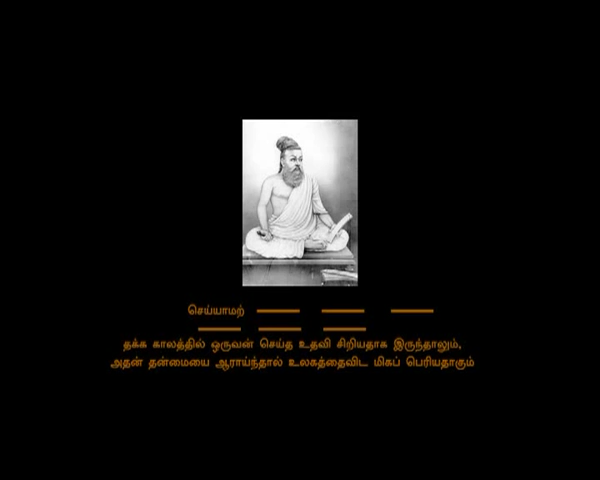 செய்யாமற்
தக்க காலத்தில் ஒருவன் செய்த உதவி சிறியதாக இருந்தாலும்,
அதன் தன்மையை ஆராய்ந்தால் உலகத்தைவிட மிகப் பெரியதாகும்